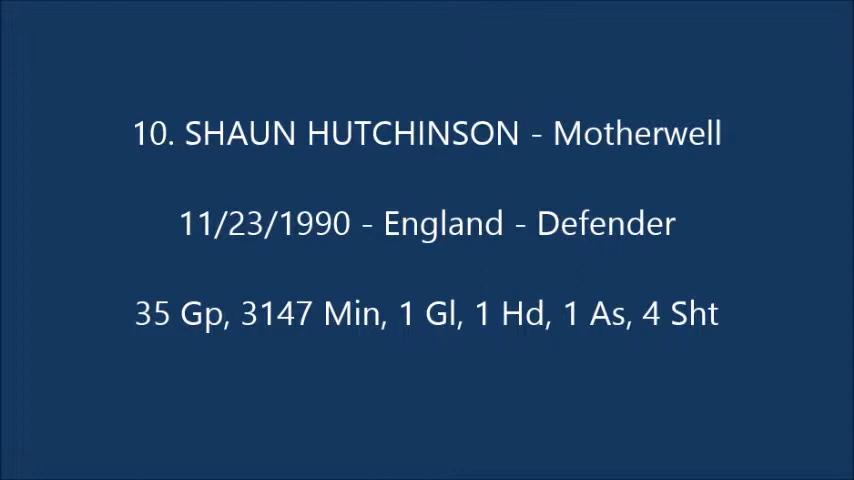 10. SHAUN HUTCHINSON - Motherwell
11/23/1990 - England - Defender
35 Gp, 3147 Min, 1 Gl, 1 Hd, 1 As, 4 Sht